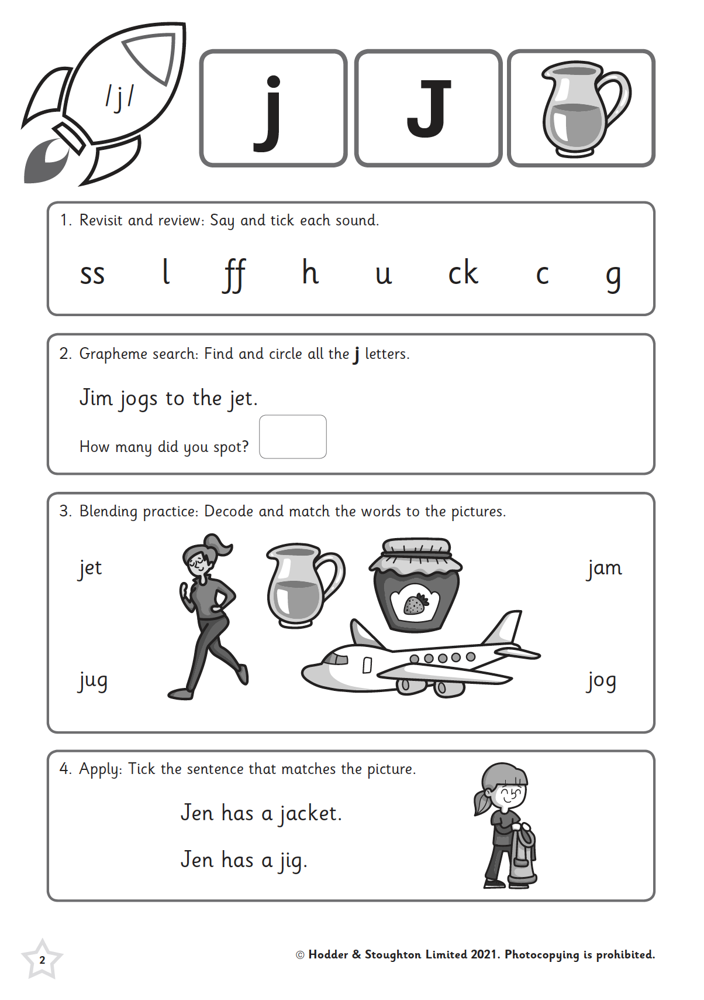 /j/
j J
1. Revisit and review: Say and tick each sound.
ss l ff h u ck c g
2. Grapheme search: Find and circle all the j letters.
Jim jogs to the jet.
How many did you spot?
3. Blending practice: Decode and match the words to the pictures.
jet jam
jug jog
4. Apply: Tick the sentence that matches the picture.
Jen has a jacket.
Jen has a jig.
2
© Hodder & Stoughton Limited 2021. Photocopying is prohibited.